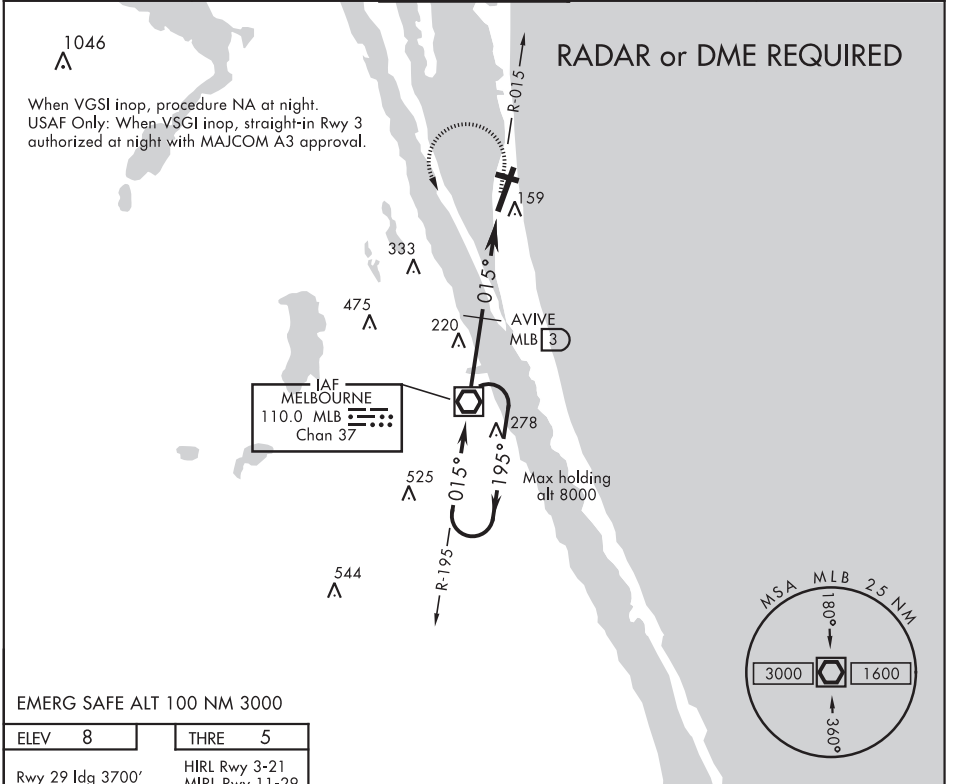 1046
RADAR or DME REQUIRED
When VGSI inop, procedure NA at night.
USAF Only: When VSGI inop, straight-in Rwy 3
authorized at night with MAJCOM A3 approval.
R-015
159
333
015°
475
220
AVIVE
MLB 3
IAF
MELBOURNE
110.0 MLB
Chan 37
278
525
015°
195°
Max holding
alt 8000
R-195
544
MSA MLB 25 NM
180°
3000
1600
360°
EMERG SAFE ALT 100 NM 3000
ELEV 8
THRE 5
Rwy 29 ldg 3700'
HIRL Rwy 3-21
MIRL Rwy 11-29